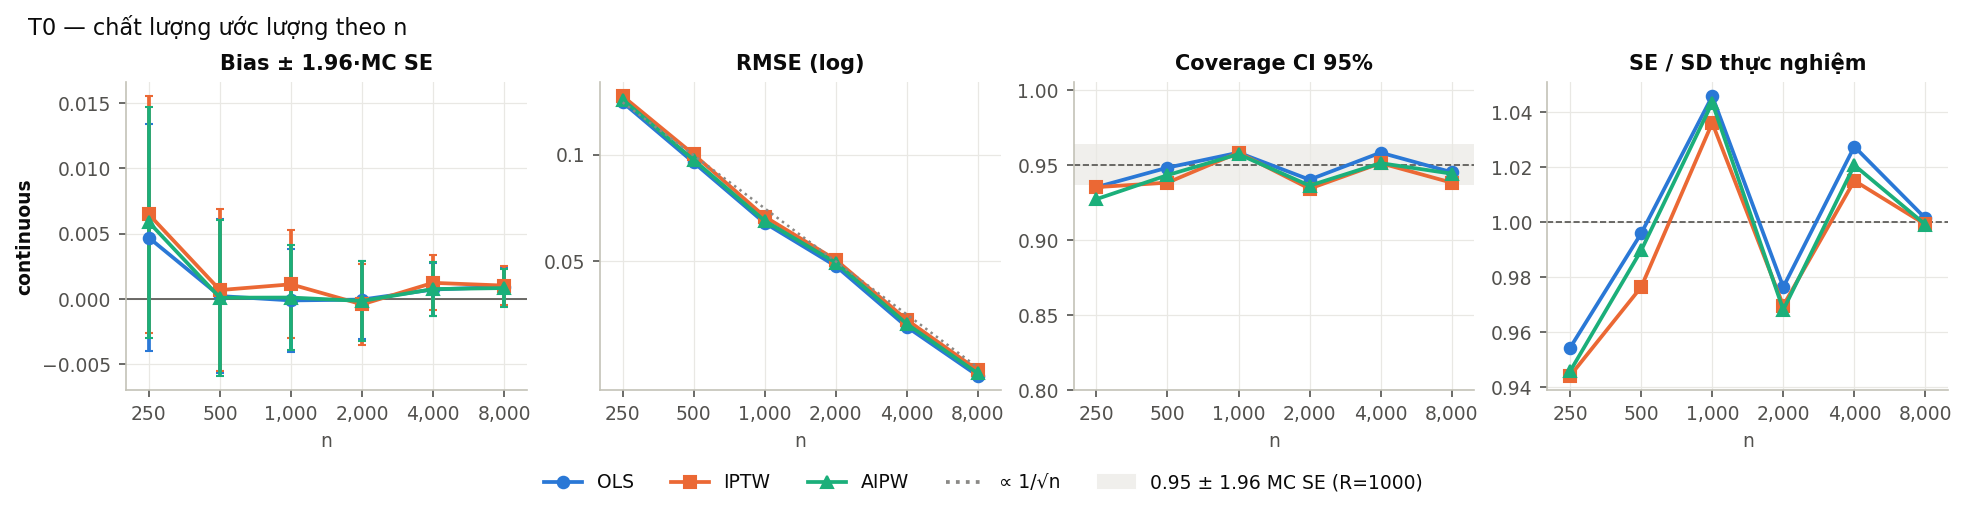 T0 — chất lượng ước lượng theo n
Bias ± 1.96·MC SE
RMSE (log)
Coverage CI 95%
SE / SD thực nghiệm
continuous
0.015
0.010
0.005
0.000
−0.005
250 500 1,000 2,000 4,000 8,000
n
0.1
0.05
250 500 1,000 2,000 4,000 8,000
n
1.00
0.95
0.90
0.85
0.80
250 500 1,000 2,000 4,000 8,000
n
1.04
1.02
1.00
0.98
0.96
0.94
250 500 1,000 2,000 4,000 8,000
n
OLS IPTW AIPW ∝ 1/√n 0.95 ± 1.96 MC SE (R=1000)